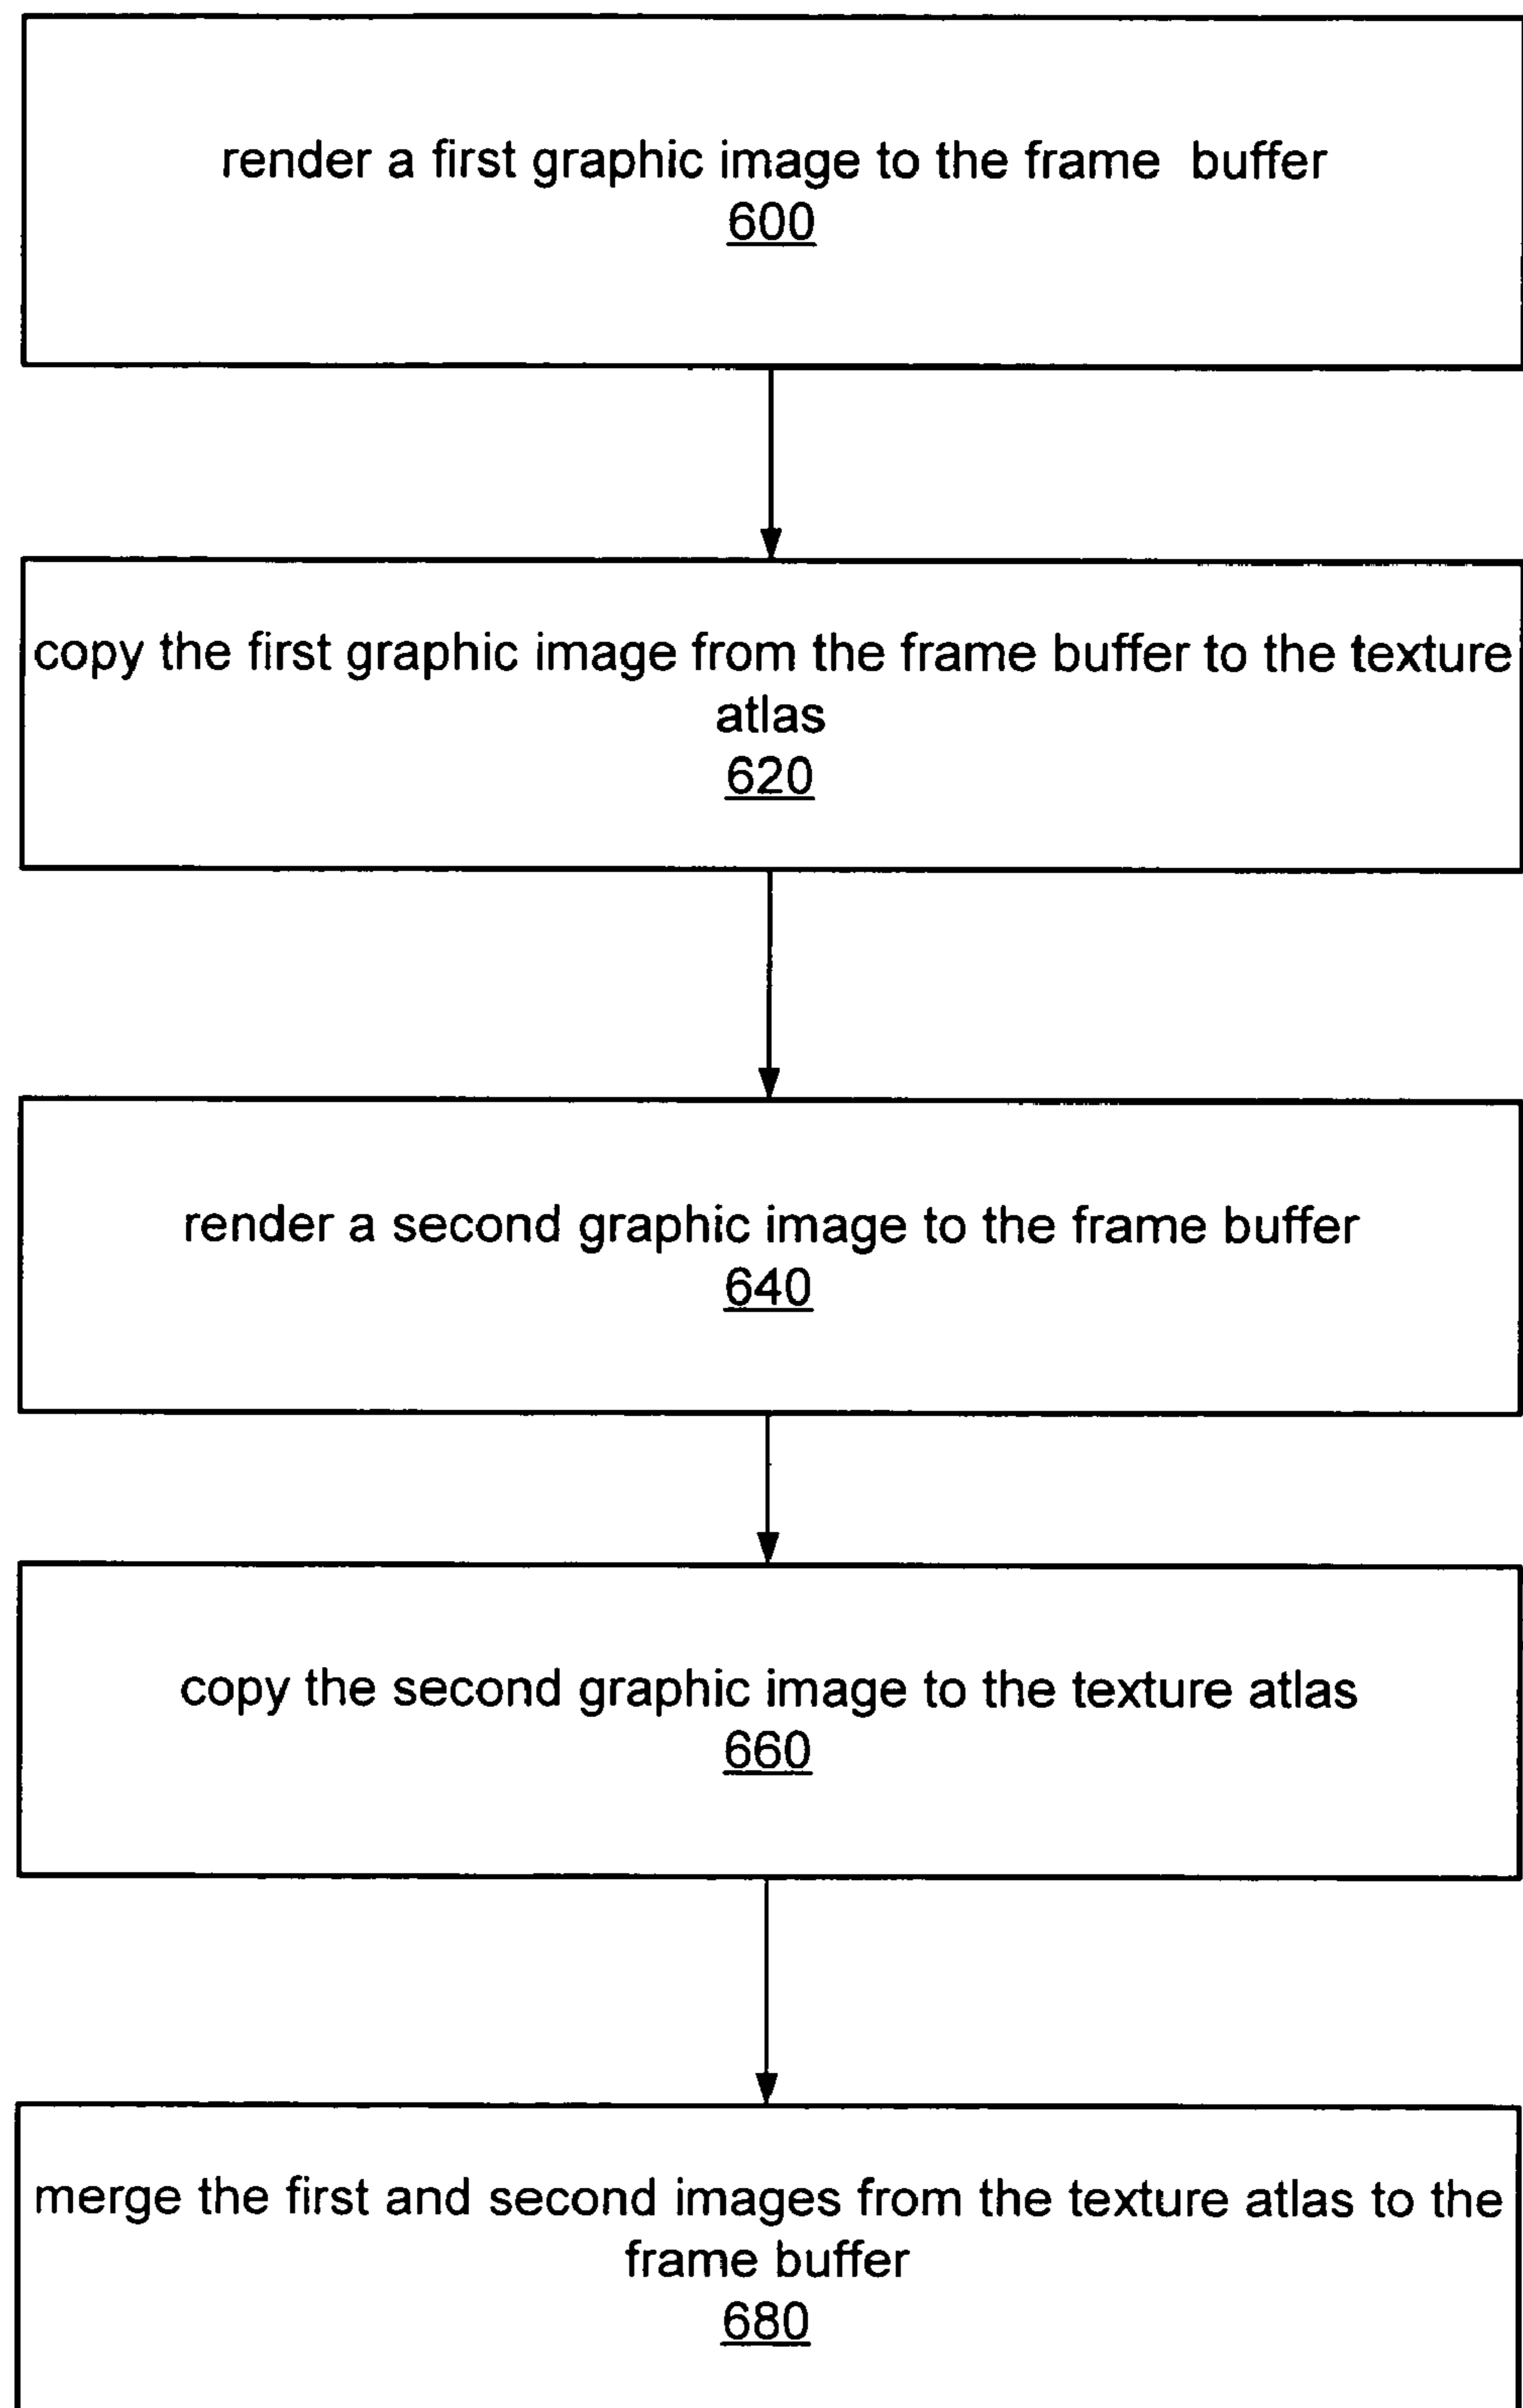 render a first graphic image to the frame buffer
600
copy the first graphic image from the frame buffer to the texture
atlas
620
render a second graphic image to the frame buffer
640
copy the second graphic image to the texture atlas
660
merge the first and second images from the texture atlas to the
frame buffer
680